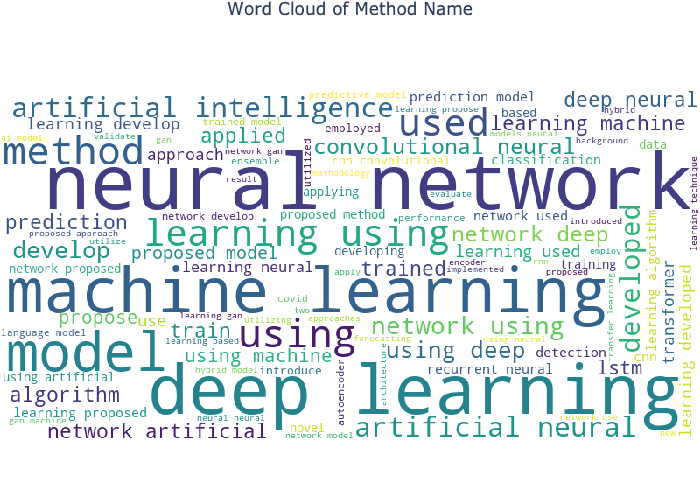 Word Cloud of Method Name
predictive model
prediction model
deep neural
artificial intelligence
learning propose
based
hybrid
used
learning machine
learning develop
trained model
employed
applied
validate
gan
ai model
network gan
models neural
background
data
method
approach
convolutional neural
cnn convolutional
classification
ensemble
utilized
methodology
result
applying
evaluate
learning technique
neural network
prediction
network develop
proposed method
performance
network used
introduced
proposed approach
utilize
learning using
network deep
developed
develop
proposed model
developing
learning used
employ
learning algorithm
network proposed
learning neural
trained
encoder
implemented
rnn
training
proposed
apply
transformer
machine learning
covid
two
transfer learning
learning developed
propose
use
learning gan
utilizing
approaches
language model
train
using
network using
learning based
forecasting
using neural
cnn
model
using machine
using deep
detection
hybrid model
introduce
recurrent neural
lstm
using artificial
autoencoder
architecture
algorithm
deep learning
learning proposed
neural neural
network use
gan machine
novel
network artificial
network model
artificial neural
new